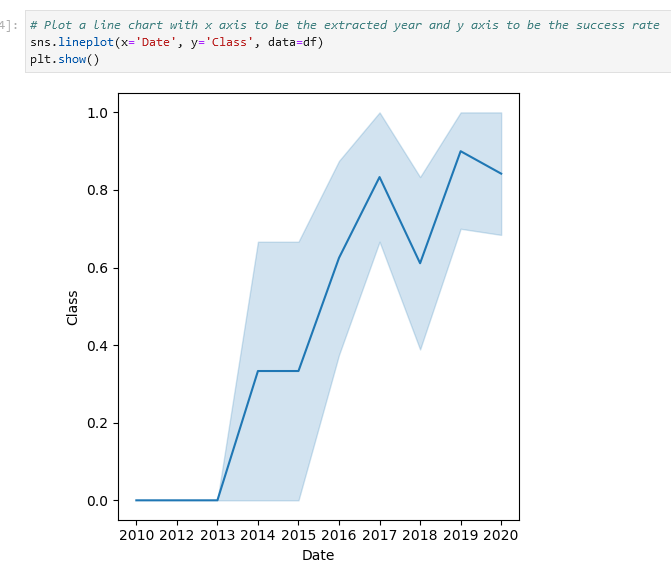 4]: # Plot a line chart with x axis to be the extracted year and y axis to be the success rate
sns.lineplot(x='Date', y='Class', data=df)
plt.show()
1.0
0.8
0.6
0.4
0.2
0.0
Class
2010 2012 2013 2014 2015 2016 2017 2018 2019 2020
Date